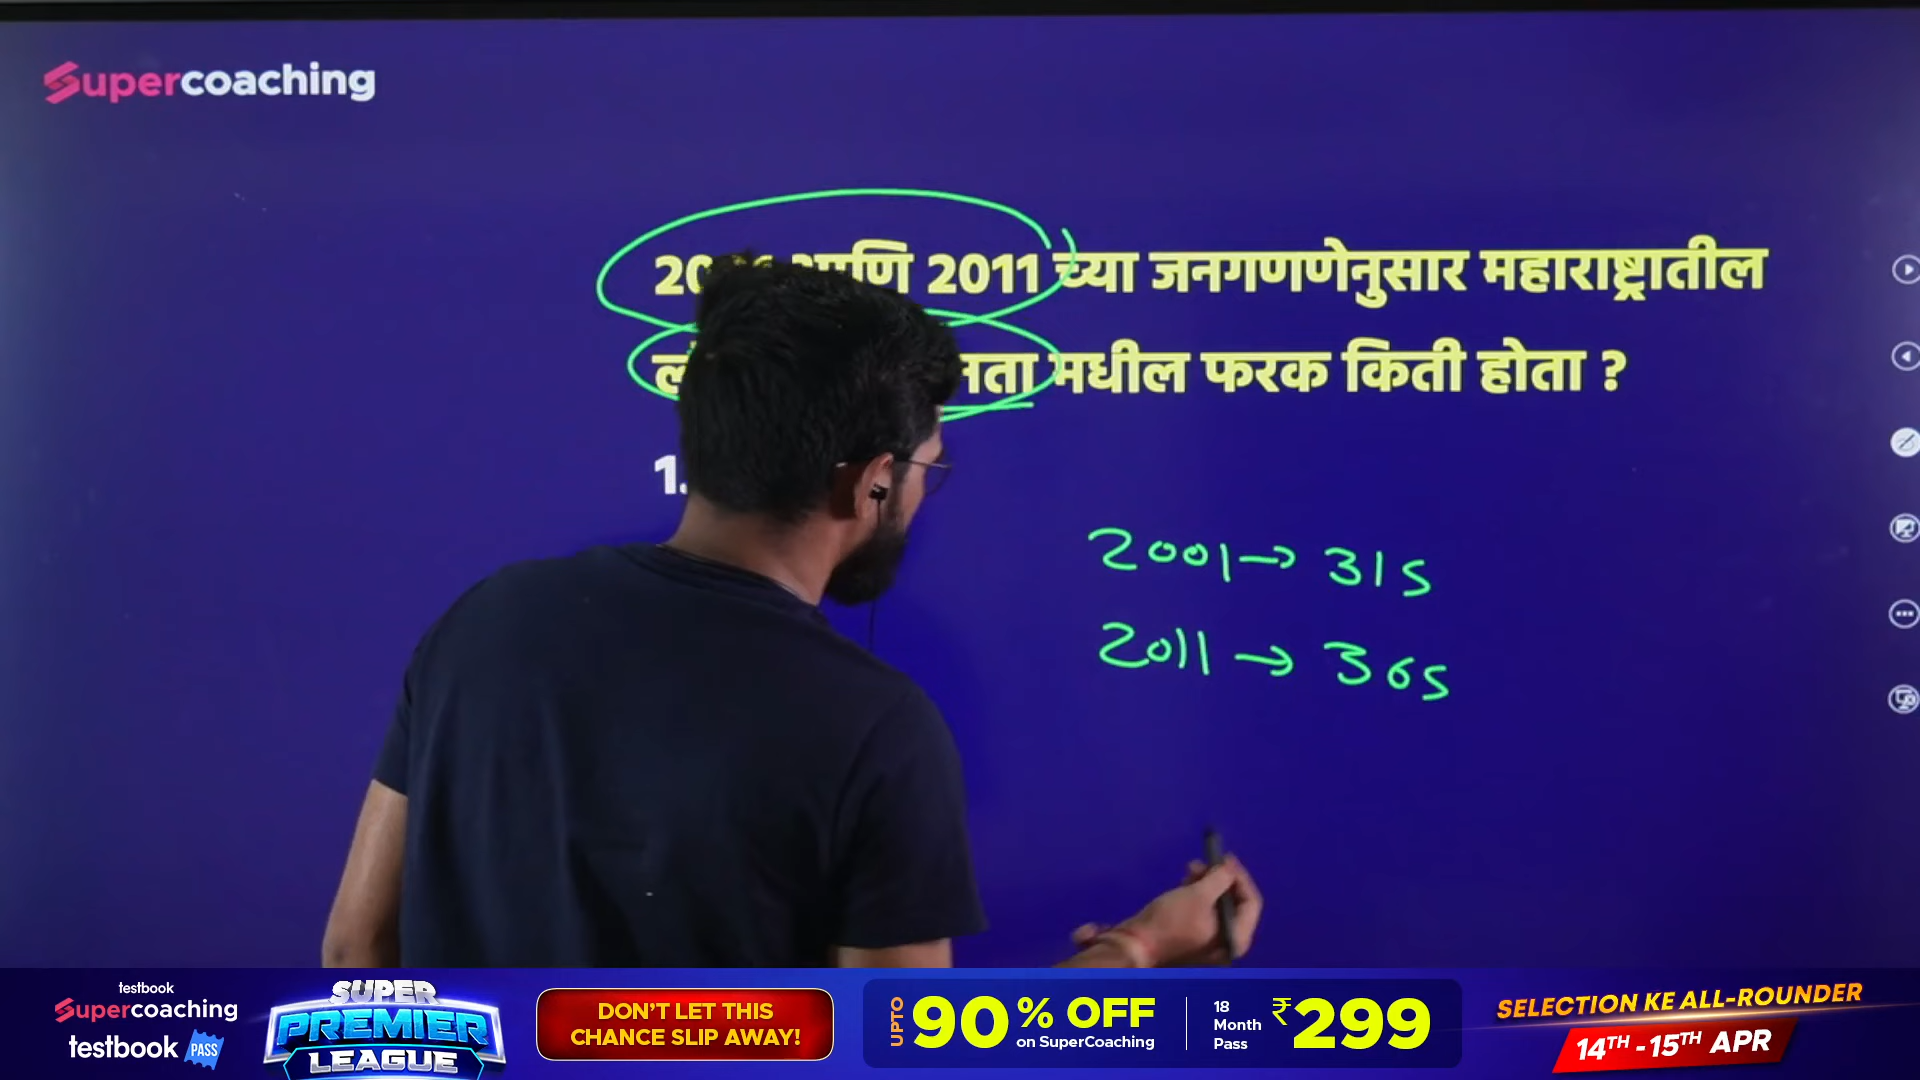 Supercoaching
आणि 2011 च्या जनगणणेनुसार महाराष्ट्रातील
मधील फरक किती होता ?
1.
2001 → 315
2011 → 365
testbook
Supercoaching
testbook PASS
SUPER
PREMIER
LEAGUE
DON'T LET THIS
CHANCE SLIP AWAY!
UPTO 90% OFF
on SuperCoaching
18
Month
Pass
₹299
SELECTION KE ALL-ROUNDER
14TH - 15TH APR